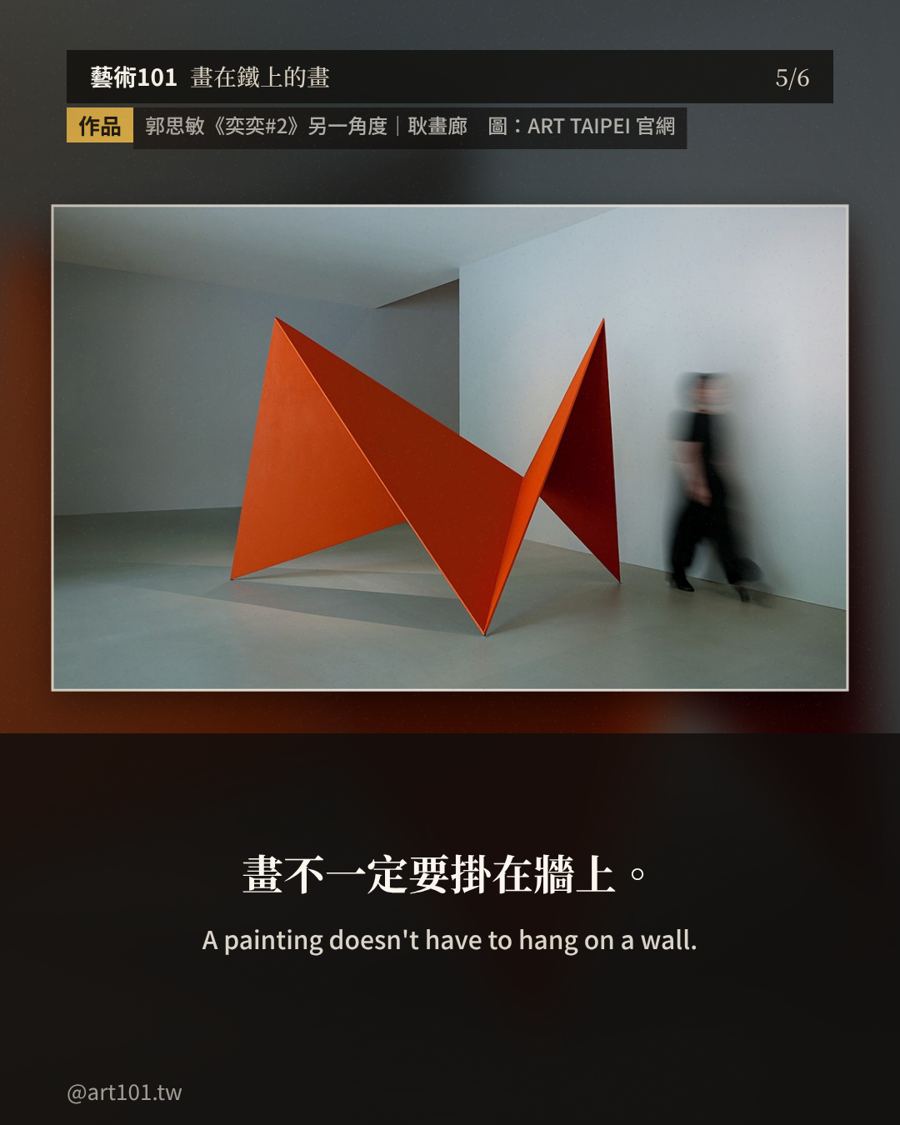 藝術101 畫在鐵上的畫 5/6
作品 郭思敏《奕奕#2》另一角度｜耿畫廊 圖：ART TAIPEI 官網
畫不一定要掛在牆上。
A painting doesn't have to hang on a wall.
@art101.tw